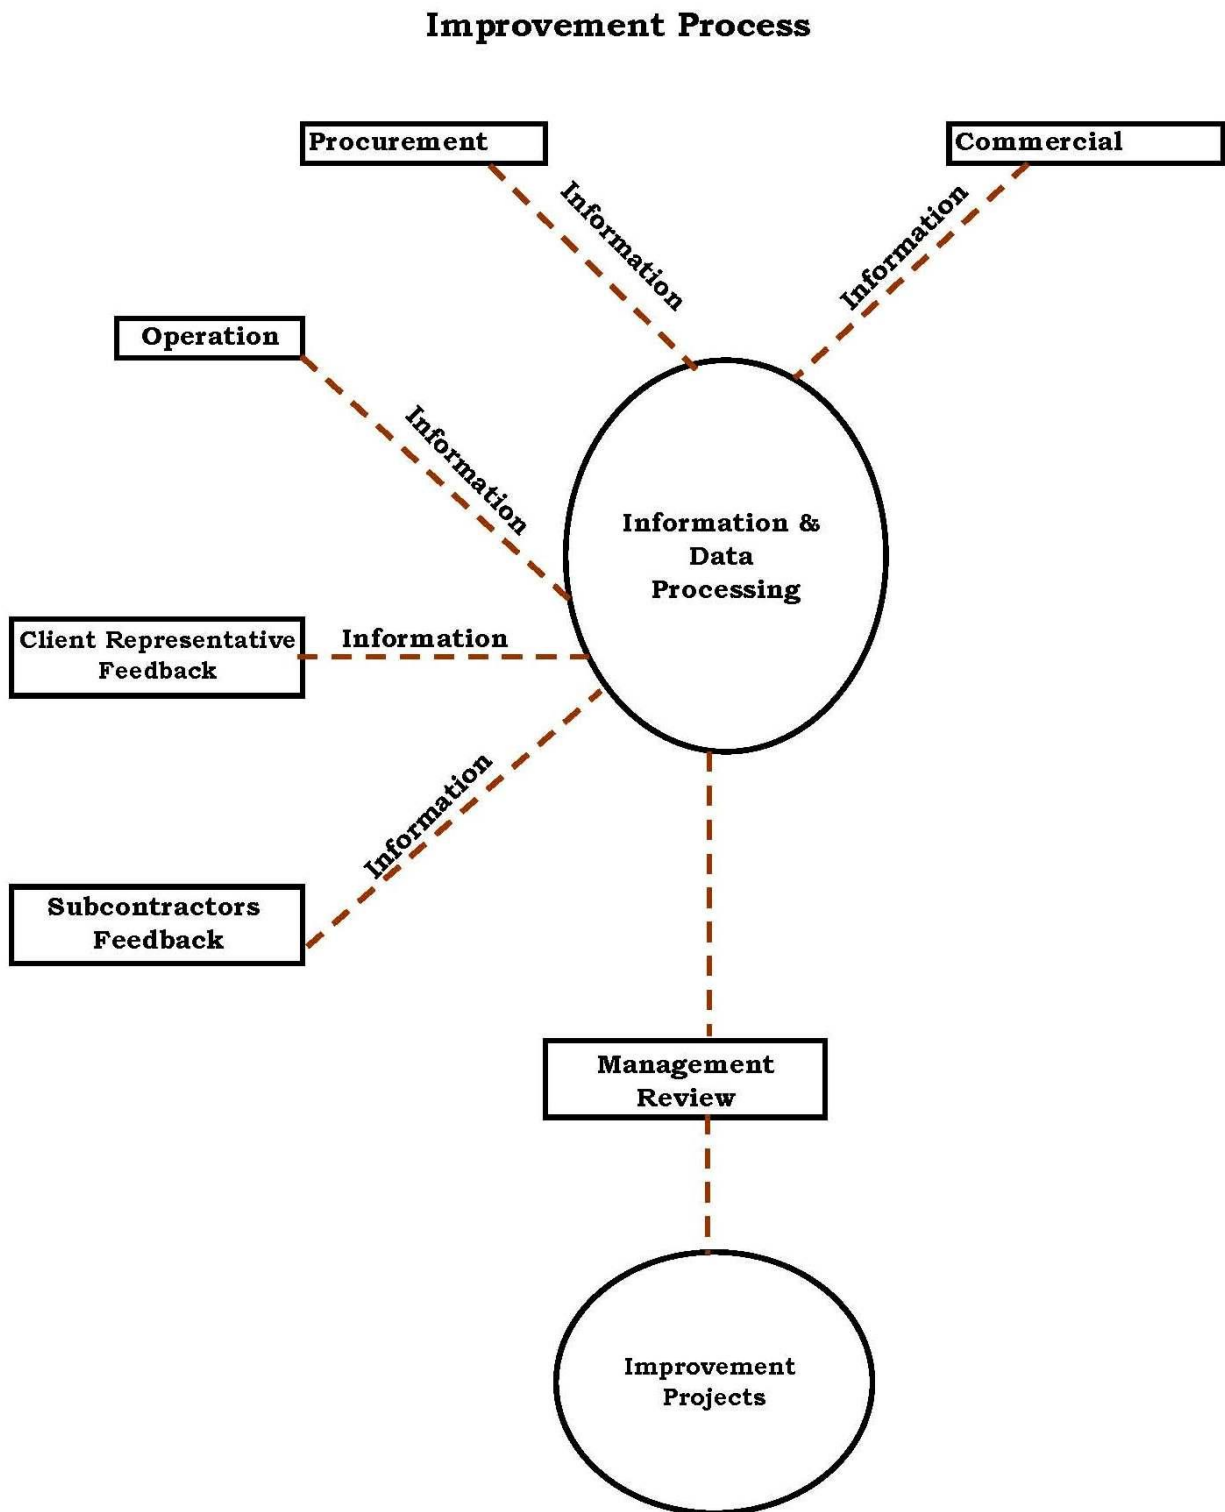 Improvement Process
Procurement
Commercial
Information
Information
Operation
Information
Information &
Data
Processing
Client Representative
Feedback
Information
Information
Subcontractors
Feedback
Management
Review
Improvement
Projects